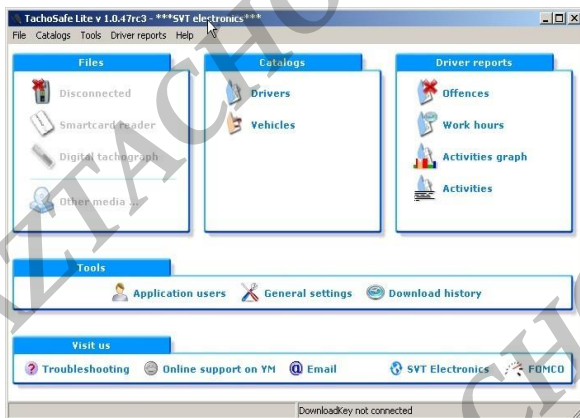 TachoSafe Lite v 1.0.47rc3 - ***SVT electronics***
File Catalogs Tools Driver reports Help
Files
Disconnected
Smartcard reader
Digital tachograph
Other media ...
Catalogs
Drivers
Vehicles
Driver reports
Offences
Work hours
Activities graph
Activities
Tools
Application users General settings Download history
Visit us
Troubleshooting Online support on YM Email SVT Electronics FOMCO
DownloadKey not connected